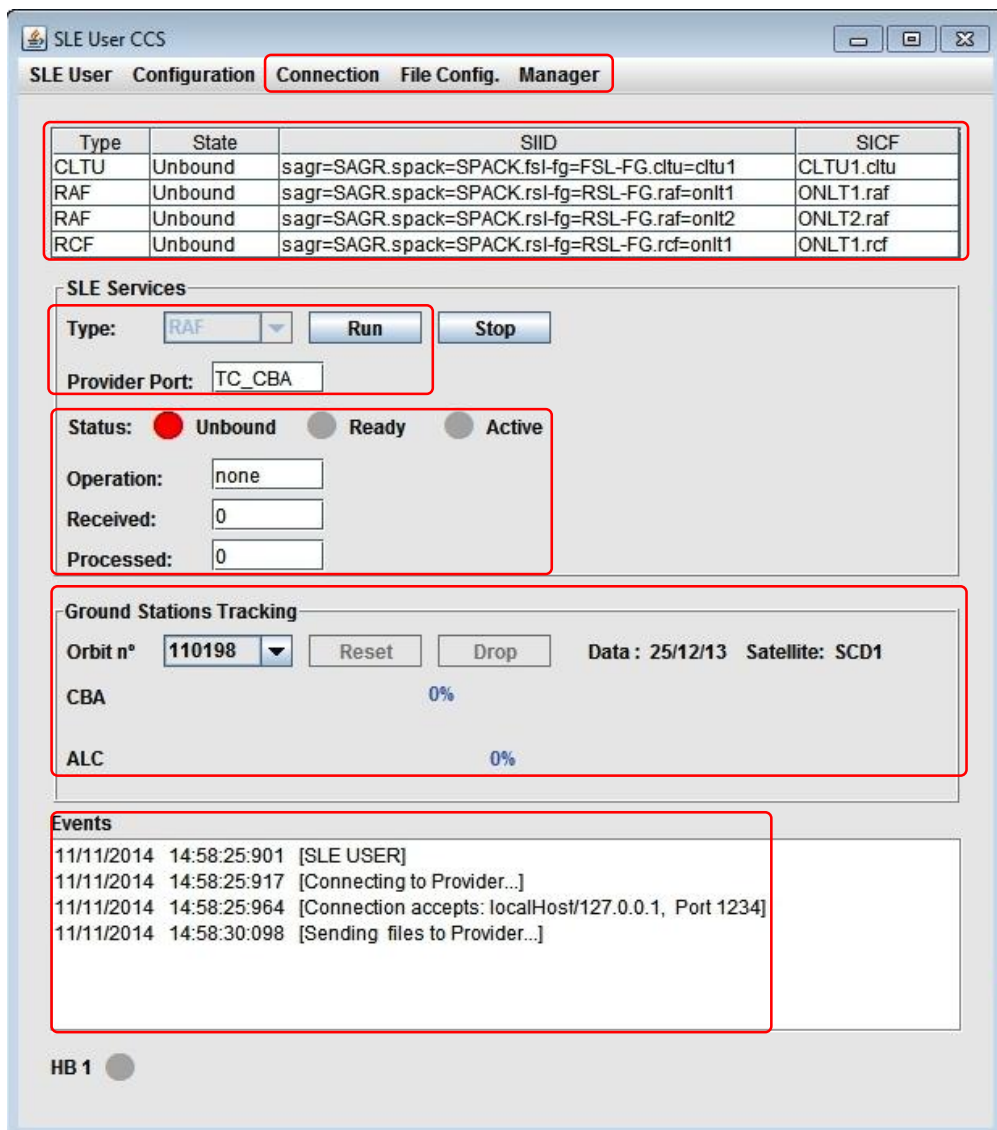 SLE User CCS
SLE User Configuration Connection File Config. Manager
Type State SIID SICF
CLTU Unbound sagr=SAGR.spack=SPACK.fsl-fg=FSL-FG.cltu=cltu1 CLTU1.cltu
RAF Unbound sagr=SAGR.spack=SPACK.rsl-fg=RSL-FG.raf=onlt1 ONLT1.raf
RAF Unbound sagr=SAGR.spack=SPACK.rsl-fg=RSL-FG.raf=onlt2 ONLT2.raf
RCF Unbound sagr=SAGR.spack=SPACK.rsl-fg=RSL-FG.rcf=onlt1 ONLT1.rcf
SLE Services
Type: RAF Run Stop
Provider Port: TC_CBA
Status: Unbound Ready Active
Operation: none
Received: 0
Processed: 0
Ground Stations Tracking
Orbit nº 110198 Reset Drop Data : 25/12/13 Satellite: SCD1
CBA 0%
ALC 0%
Events
11/11/2014 14:58:25:901 [SLE USER]
11/11/2014 14:58:25:917 [Connecting to Provider...]
11/11/2014 14:58:25:964 [Connection accepts: localHost/127.0.0.1, Port 1234]
11/11/2014 14:58:30:098 [Sending files to Provider...]
HB 1